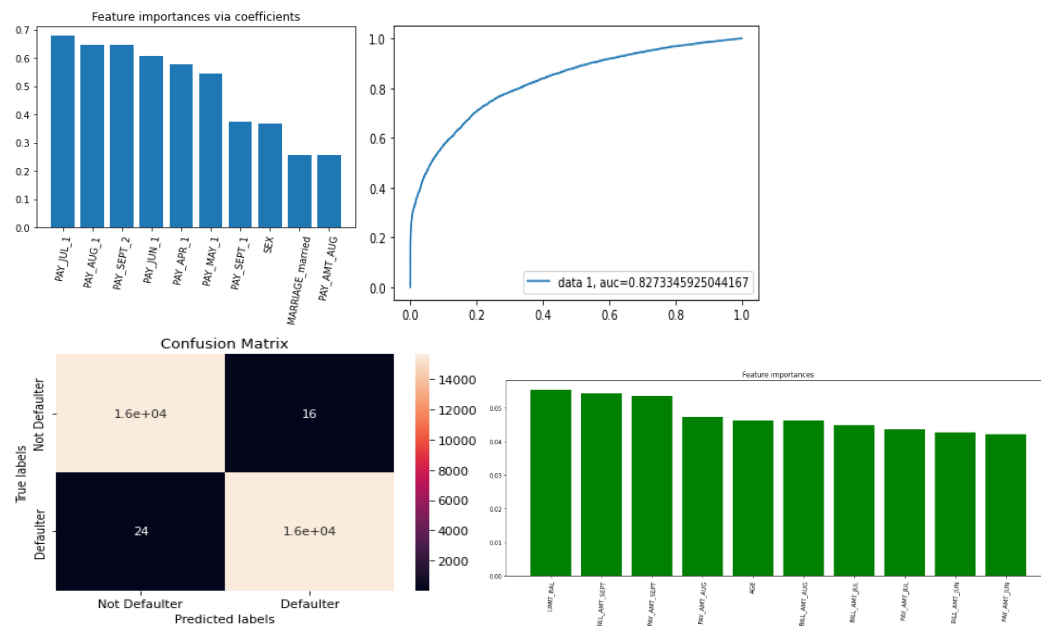 Feature importances via coefficients
0.7
0.6
0.5
0.4
0.3
0.2
0.1
0.0
PAY_JUL_1
PAY_AUG_1
PAY_SEPT_2
PAY_JUN_1
PAY_APR_1
PAY_MAY_1
PAY_SEPT_1
SEX
MARRIAGE_married
PAY_AMT_AUG
1.0
0.8
0.6
0.4
0.2
0.0
data 1, auc=0.8273345925044167
0.0 0.2 0.4 0.6 0.8 1.0
Confusion Matrix
True labels
Not Defaulter
Defaulter
1.6e+04 16
24 1.6e+04
Not Defaulter Defaulter
Predicted labels
14000
12000
10000
8000
6000
4000
2000
Feature importances
0.05
0.04
0.03
0.02
0.01
0.00
LIMIT_BAL
BILL_AMT_SEPT
PAY_AMT_SEPT
PAY_AMT_AUG
AGE
BILL_AMT_AUG
BILL_AMT_JUL
PAY_AMT_JUL
BILL_AMT_JUN
PAY_AMT_JUN